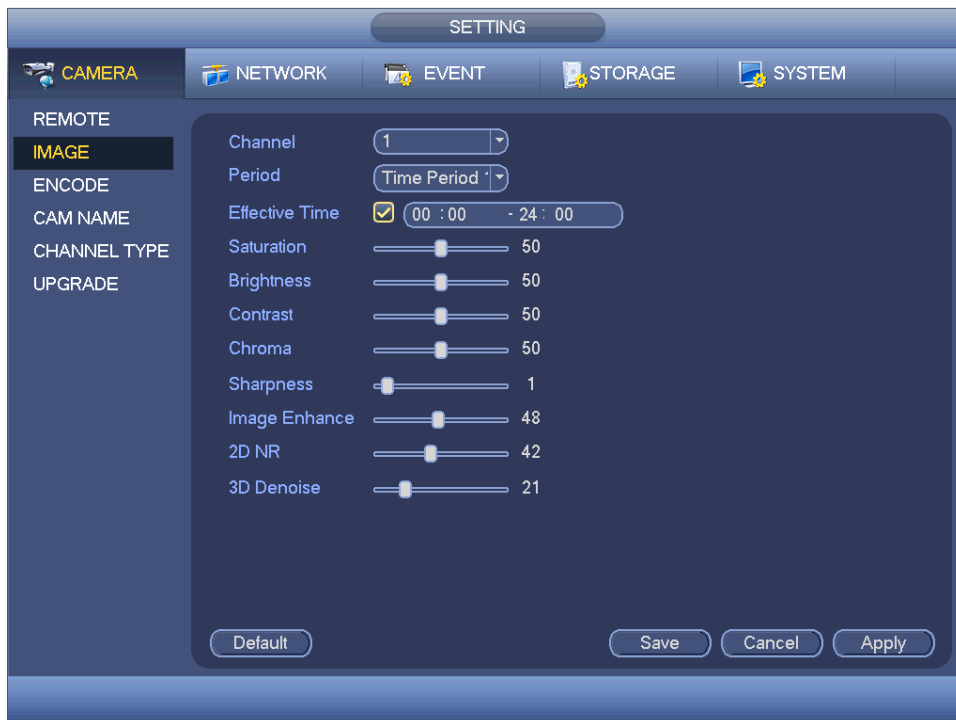 SETTING
CAMERA NETWORK EVENT STORAGE SYSTEM
REMOTE
IMAGE
ENCODE
CAM NAME
CHANNEL TYPE
UPGRADE
Channel 1
Period Time Period
Effective Time 00 :00 - 24 : 00
Saturation 50
Brightness 50
Contrast 50
Chroma 50
Sharpness 1
Image Enhance 48
2D NR 42
3D Denoise 21
Default Save Cancel Apply